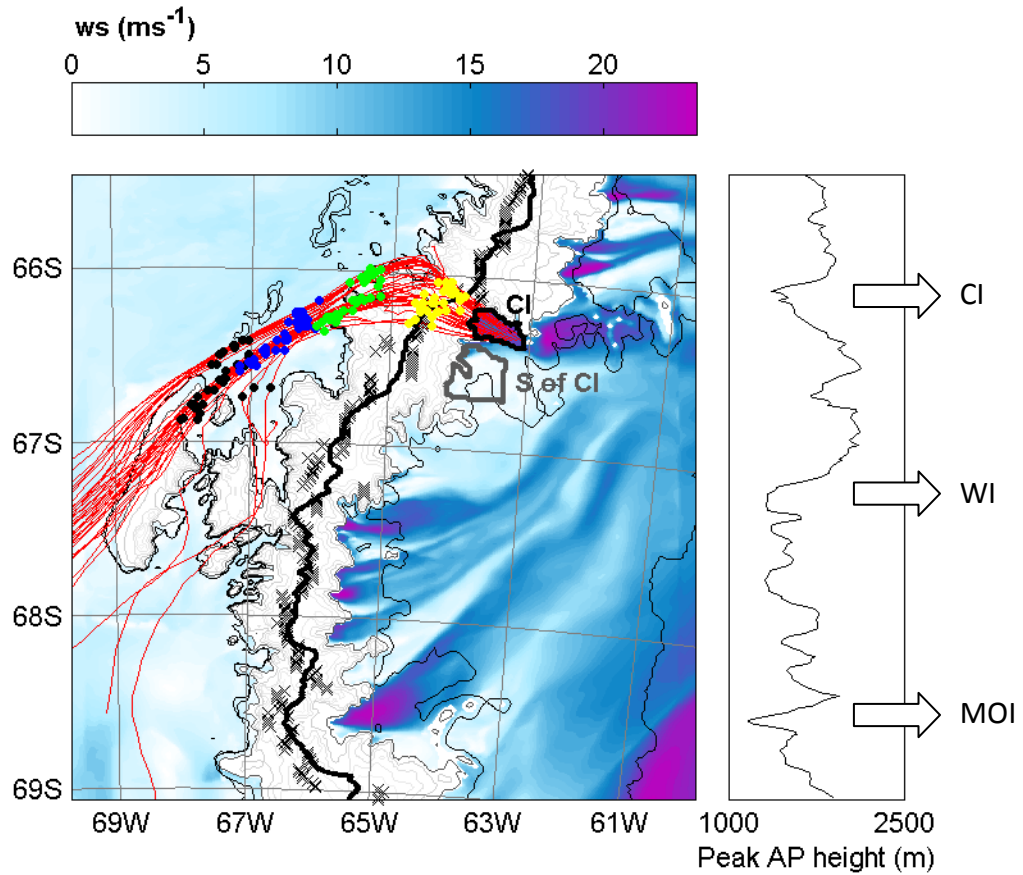 ws (ms-1)
0 5 10 15 20
66S
67S
68S
69S
CI
S of CI
69W 67W 65W 63W 61W
CI
WI
MOI
1000 2500
Peak AP height (m)